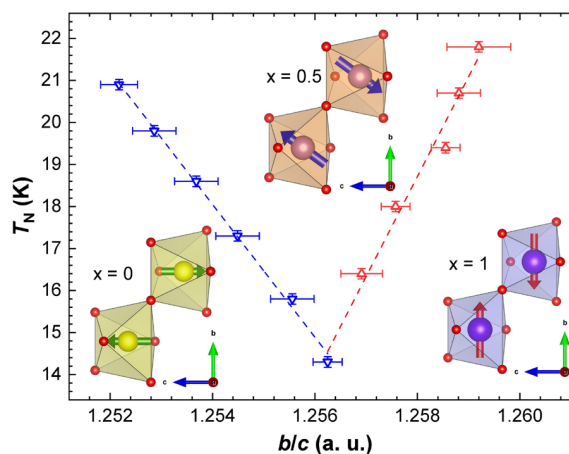 22
21
20
19
18
17
16
15
14
T_N (K)
x = 0.5
b
c
x = 0
b
c
x = 1
b
c
1.252
1.254
1.256
1.258
1.260
b/c (a. u.)